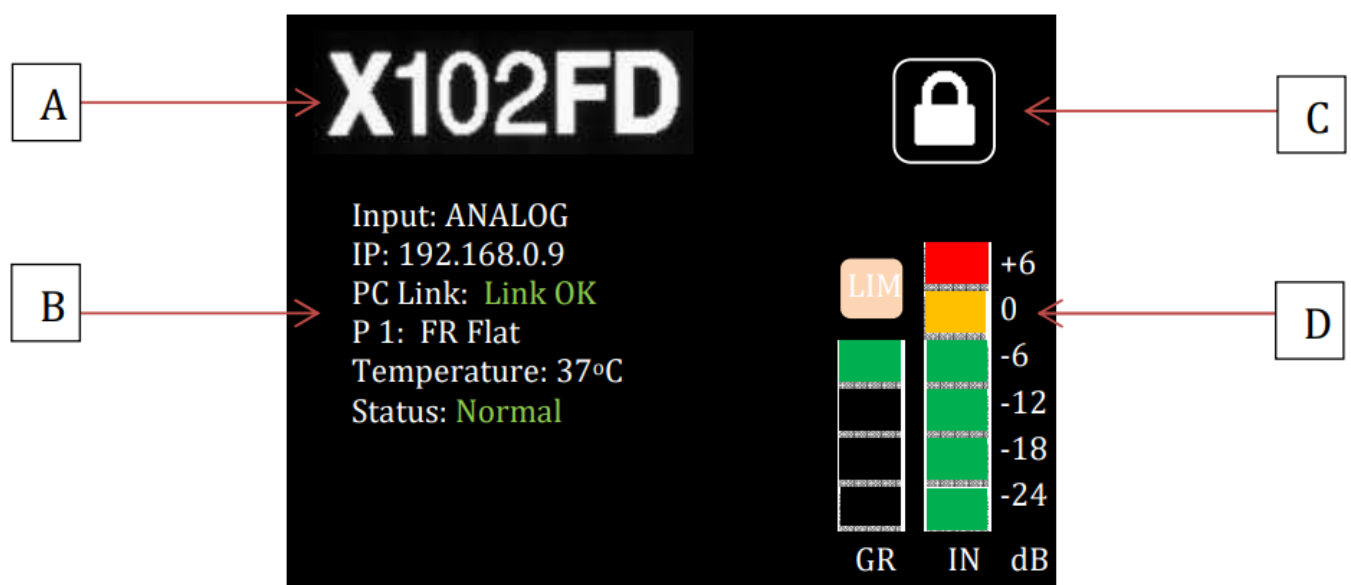 A
X102FD
C
Input: ANALOG
IP: 192.168.0.9
PC Link: Link OK
P 1: FR Flat
Temperature: 37ºC
Status: Normal
B
LIM
+6
0
-6
-12
-18
-24
GR IN dB
D